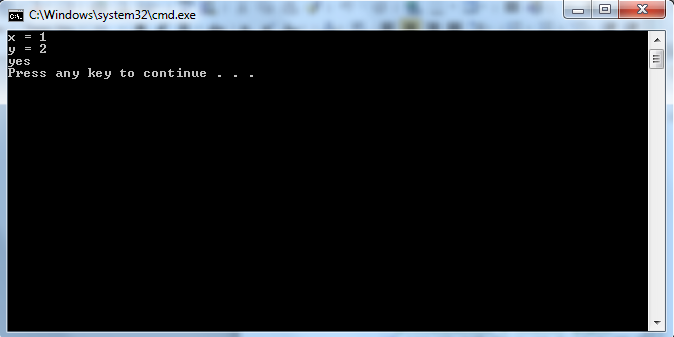 C:\Windows\system32\cmd.exe
x = 1
y = 2
yes
Press any key to continue . . .